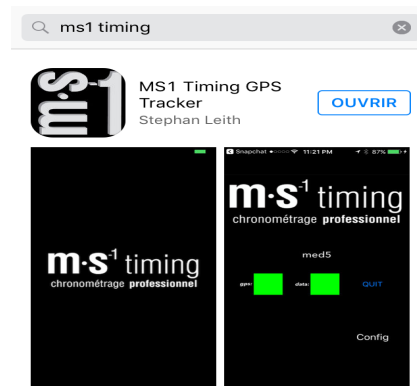 ms1 timing
m·s-1
MS1 Timing GPS
Tracker
Stephan Leith
OUVRIR
m·s-1 timing
chronométrage professionnel
Snapchat 11:21 PM 87%
m·s-1 timing
chronométrage professionnel
med5
gps: data: QUIT
Config